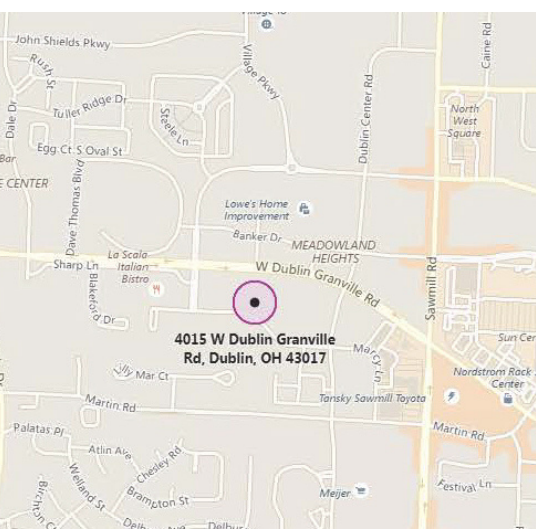 John Shields Pkwy
Village Pkwy
Caine Rd
Rush St
Dale Dr
Tuller Ridge Dr
Steele Ln
Dublin Center Rd
North
West
Square
Egg Ct S Oval St
Bar
E CENTER
Dave Thomas Blvd
Lowe's Home
Improvement
Banker Dr
MEADOWLAND
HEIGHTS
Sawmill Rd
La Scala
Italian
Bistro
Sharp Ln
W Dublin Granville Rd
Blakeford Dr
4015 W Dublin Granville
Rd, Dublin, OH 43017
Marcy Ln
Sun Cer
Nordstrom Rack
Center
lly Mar Ct
Martin Rd
Tansky Sawmill Toyota
Martin Rd
Palatas Pl
Atlin Ave
Chesley Rd
Weiland St
Brampton St
Meijer
Festival Ln